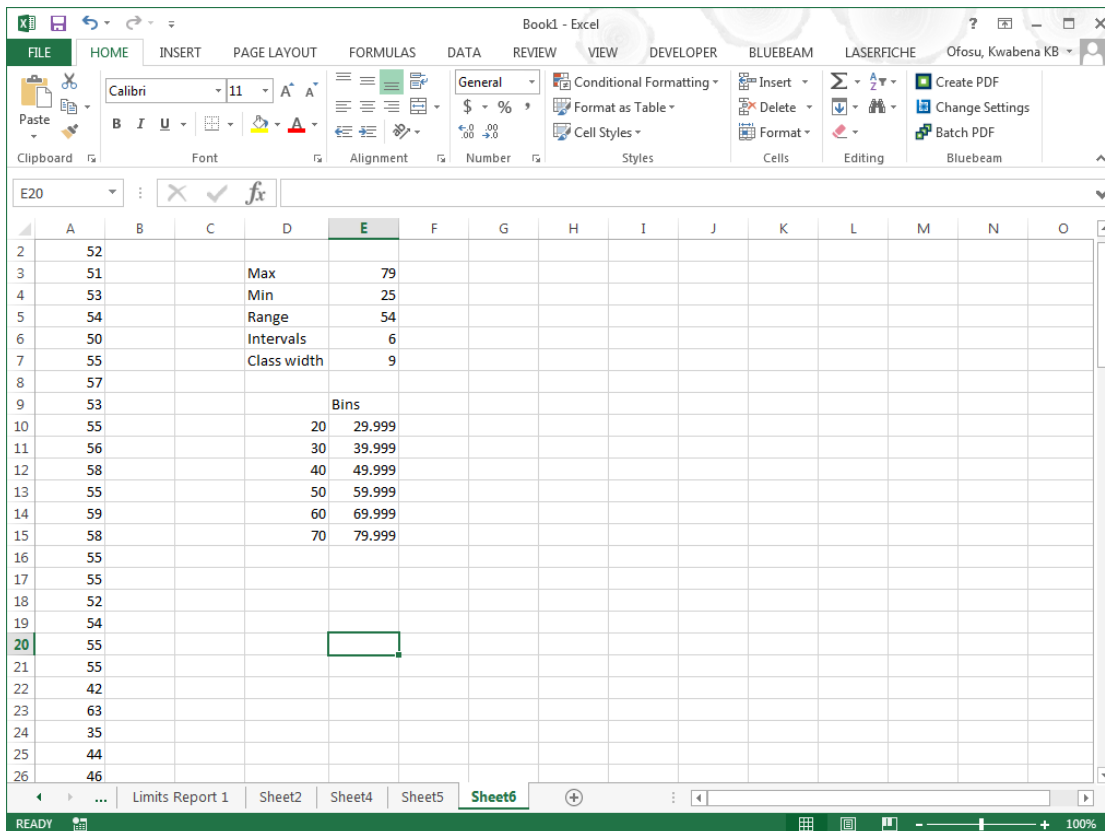 Book1 - Excel
?
FILE HOME INSERT PAGE LAYOUT FORMULAS DATA REVIEW VIEW DEVELOPER BLUEBEAM LASERFICHE Ofosu, Kwabena KB
Calibri 11 A A General Conditional Formatting Insert Σ A Z Create PDF
Paste $ % , Format as Table Delete Change Settings
B I U A .0 .00 .00 .0 Cell Styles Format Batch PDF
Clipboard Font Alignment Number Styles Cells Editing Bluebeam
E20 fx
A B C D E F G H I J K L M N O
2 52
3 51 Max 79
4 53 Min 25
5 54 Range 54
6 50 Intervals 6
7 55 Class width 9
8 57
9 53 Bins
10 55 20 29.999
11 56 30 39.999
12 58 40 49.999
13 55 50 59.999
14 59 60 69.999
15 58 70 79.999
16 55
17 55
18 52
19 54
20 55
21 55
22 42
23 63
24 35
25 44
26 46
... Limits Report 1 Sheet2 Sheet4 Sheet5 Sheet6
READY 100%